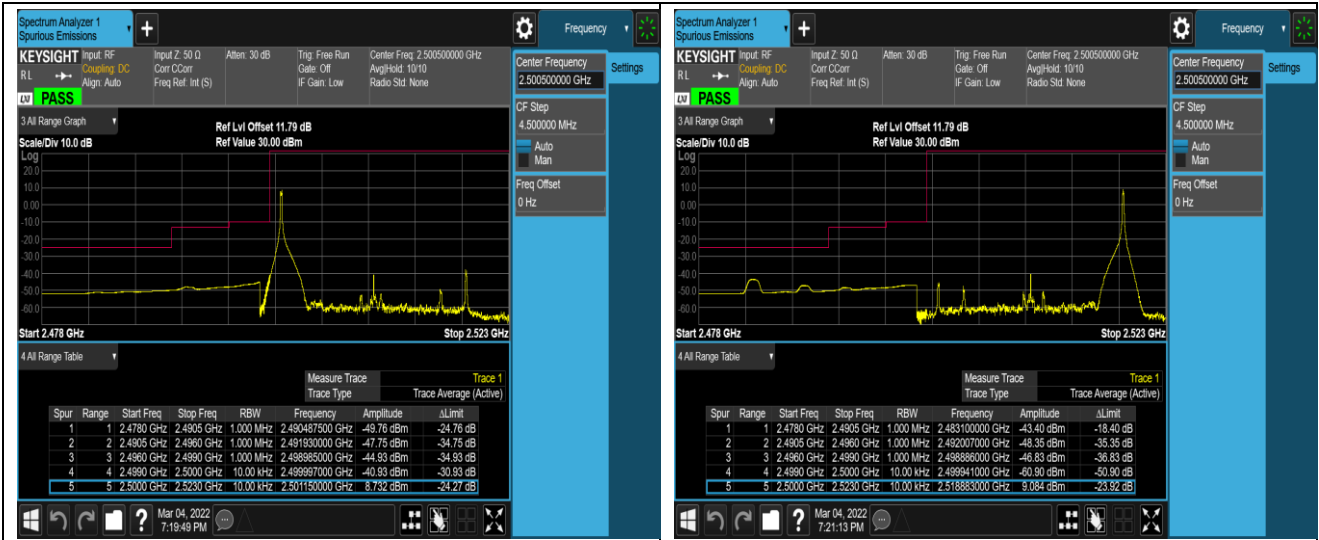 Spectrum Analyzer 1
Spurious Emissions
+
Frequency
KEYSIGHT
RL
Input: RF
Coupling: DC
Align: Auto
Input Z: 50 Ω
Corr CCorr
Freq Ref: Int (S)
Atten: 30 dB
Trig: Free Run
Gate: Off
IF Gain: Low
Center Freq: 2.500500000 GHz
Avg|Hold: 10/10
Radio Std: None
LXI PASS
3 All Range Graph
Ref Lvl Offset 11.79 dB
Scale/Div 10.0 dB
Ref Value 30.00 dBm
Log
20.0
10.0
0.00
-10.0
-20.0
-30.0
-40.0
-50.0
-60.0
Start 2.478 GHz
Stop 2.523 GHz
4 All Range Table
Measure Trace Trace 1
Trace Type Trace Average (Active)
Spur Range Start Freq Stop Freq RBW Frequency Amplitude ΔLimit
1 1 2.4780 GHz 2.4905 GHz 1.000 MHz 2.490487500 GHz -49.76 dBm -24.76 dB
2 2 2.4905 GHz 2.4960 GHz 1.000 MHz 2.491930000 GHz -47.75 dBm -34.75 dB
3 3 2.4960 GHz 2.4990 GHz 1.000 MHz 2.498985000 GHz -44.93 dBm -34.93 dB
4 4 2.4990 GHz 2.5000 GHz 10.00 kHz 2.499997000 GHz -40.93 dBm -30.93 dB
5 5 2.5000 GHz 2.5230 GHz 10.00 kHz 2.501150000 GHz 8.732 dBm -24.27 dB
Center Frequency
2.500500000 GHz
Settings
CF Step
4.500000 MHz
Auto
Man
Freq Offset
0 Hz
?
Mar 04, 2022
7:19:49 PM
Spectrum Analyzer 1
Spurious Emissions
+
Frequency
KEYSIGHT
RL
Input: RF
Coupling: DC
Align: Auto
Input Z: 50 Ω
Corr CCorr
Freq Ref: Int (S)
Atten: 30 dB
Trig: Free Run
Gate: Off
IF Gain: Low
Center Freq: 2.500500000 GHz
Avg|Hold: 10/10
Radio Std: None
LXI PASS
3 All Range Graph
Ref Lvl Offset 11.79 dB
Scale/Div 10.0 dB
Ref Value 30.00 dBm
Log
20.0
10.0
0.00
-10.0
-20.0
-30.0
-40.0
-50.0
-60.0
Start 2.478 GHz
Stop 2.523 GHz
4 All Range Table
Measure Trace Trace 1
Trace Type Trace Average (Active)
Spur Range Start Freq Stop Freq RBW Frequency Amplitude ΔLimit
1 1 2.4780 GHz 2.4905 GHz 1.000 MHz 2.483100000 GHz -43.40 dBm -18.40 dB
2 2 2.4905 GHz 2.4960 GHz 1.000 MHz 2.492007000 GHz -48.35 dBm -35.35 dB
3 3 2.4960 GHz 2.4990 GHz 1.000 MHz 2.498886000 GHz -46.83 dBm -36.83 dB
4 4 2.4990 GHz 2.5000 GHz 10.00 kHz 2.499941000 GHz -60.90 dBm -50.90 dB
5 5 2.5000 GHz 2.5230 GHz 10.00 kHz 2.518883000 GHz 9.084 dBm -23.92 dB
Center Frequency
2.500500000 GHz
Settings
CF Step
4.500000 MHz
Auto
Man
Freq Offset
0 Hz
?
Mar 04, 2022
7:21:13 PM